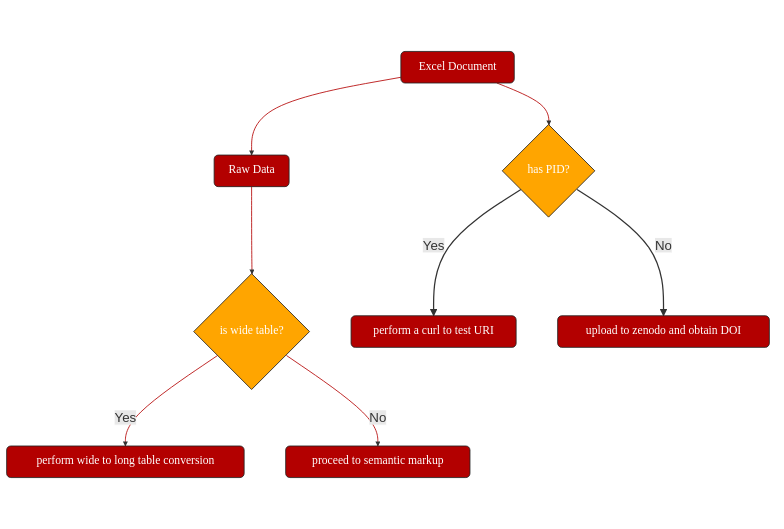 Excel Document
Raw Data
has PID?
Yes
No
is wide table?
perform a curl to test URI
upload to zenodo and obtain DOI
Yes
No
perform wide to long table conversion
proceed to semantic markup